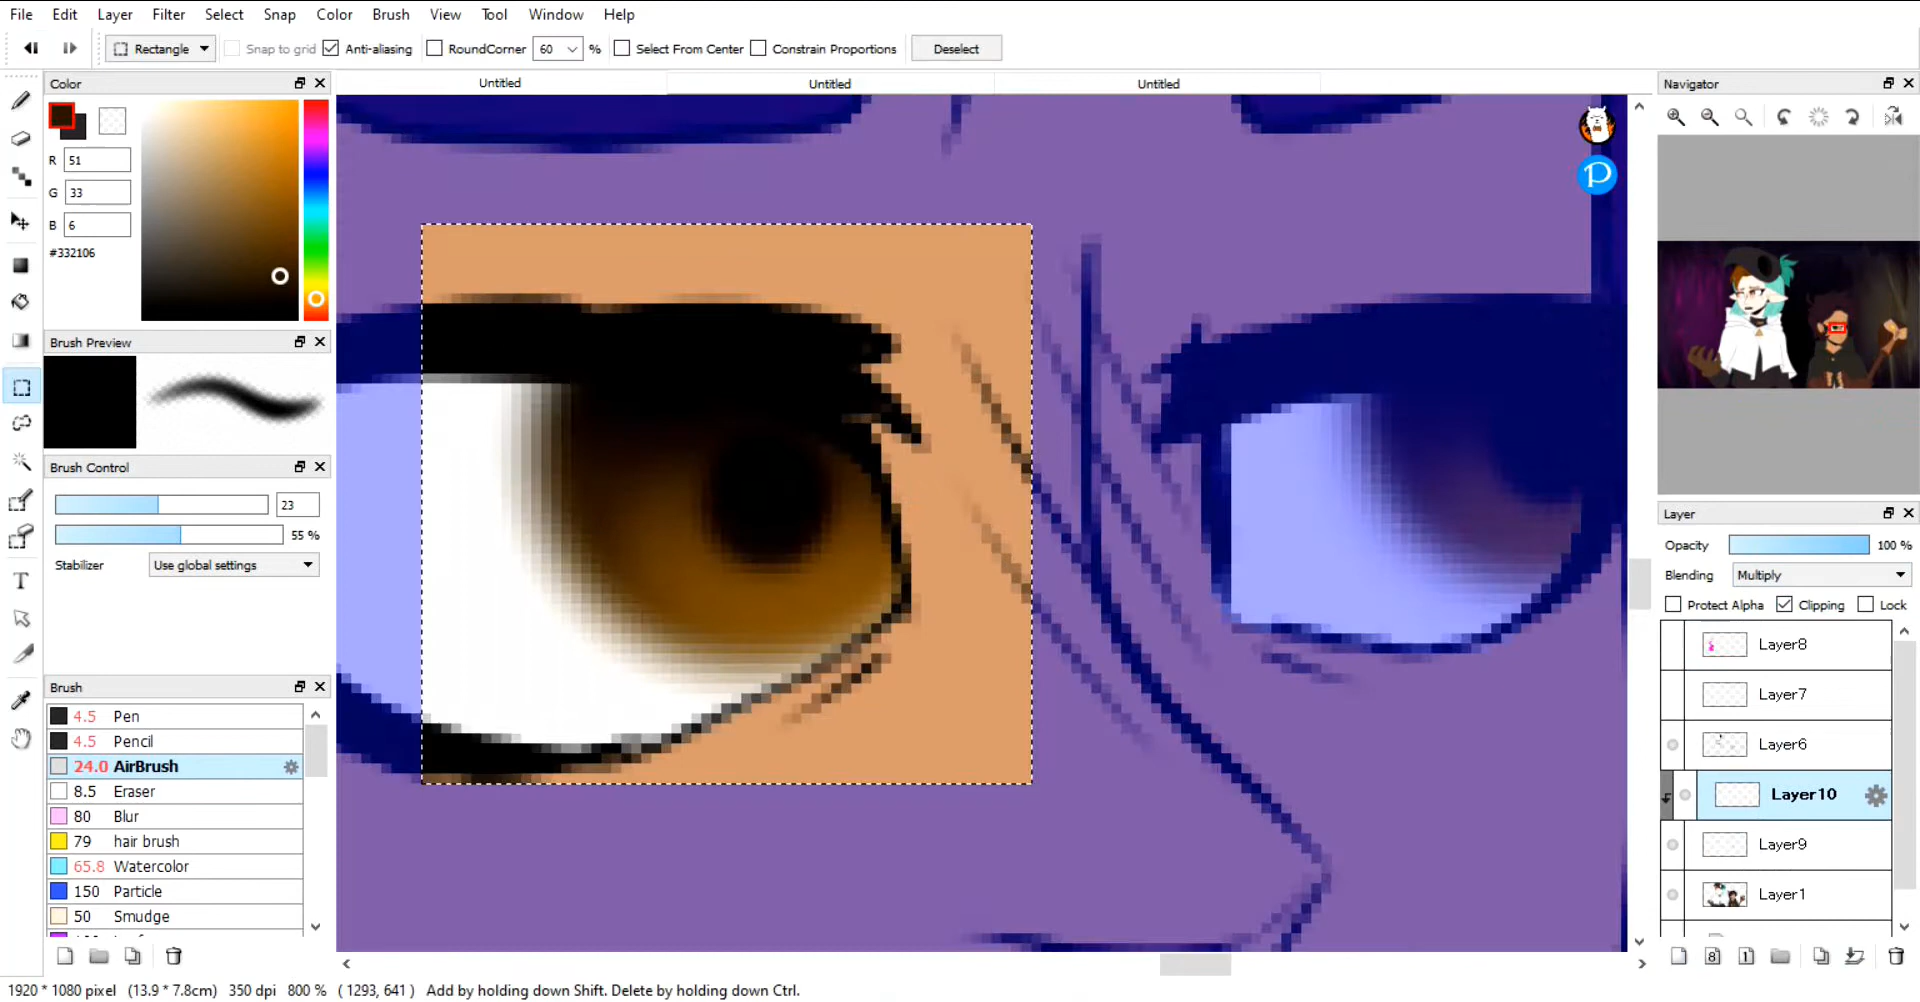 File Edit Layer Filter Select Snap Color Brush View Tool Window Help
Rectangle Snap to grid Anti-aliasing RoundCorner 60 % Select From Center Constrain Proportions Deselect
Color
R 51
G 33
B 6
#332106
Brush Preview
Brush Control
23
55 %
Stabilizer Use global settings
Brush
4.5 Pen
4.5 Pencil
24.0 AirBrush
8.5 Eraser
80 Blur
79 hair brush
65.8 Watercolor
150 Particle
50 Smudge
Untitled Untitled Untitled
P
T
Navigator
Layer
Opacity 100 %
Blending Multiply
Protect Alpha Clipping Lock
Layer8
Layer7
Layer6
Layer10
Layer9
Layer1
8 1
1920 * 1080 pixel (13.9 * 7.8cm) 350 dpi 800 % ( 1293, 641 ) Add by holding down Shift. Delete by holding down Ctrl.